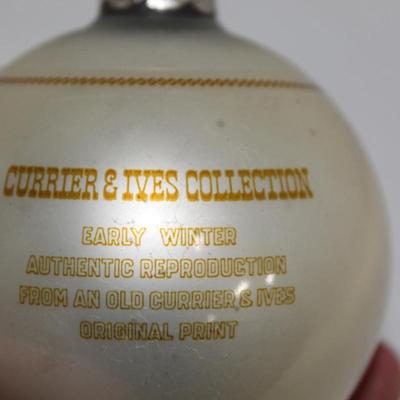 CURRIER & IVES COLLECTION
EARLY WINTER
AUTHENTIC REPRODUCTION
FROM AN OLD CURRIER & IVES
ORIGINAL PRINT